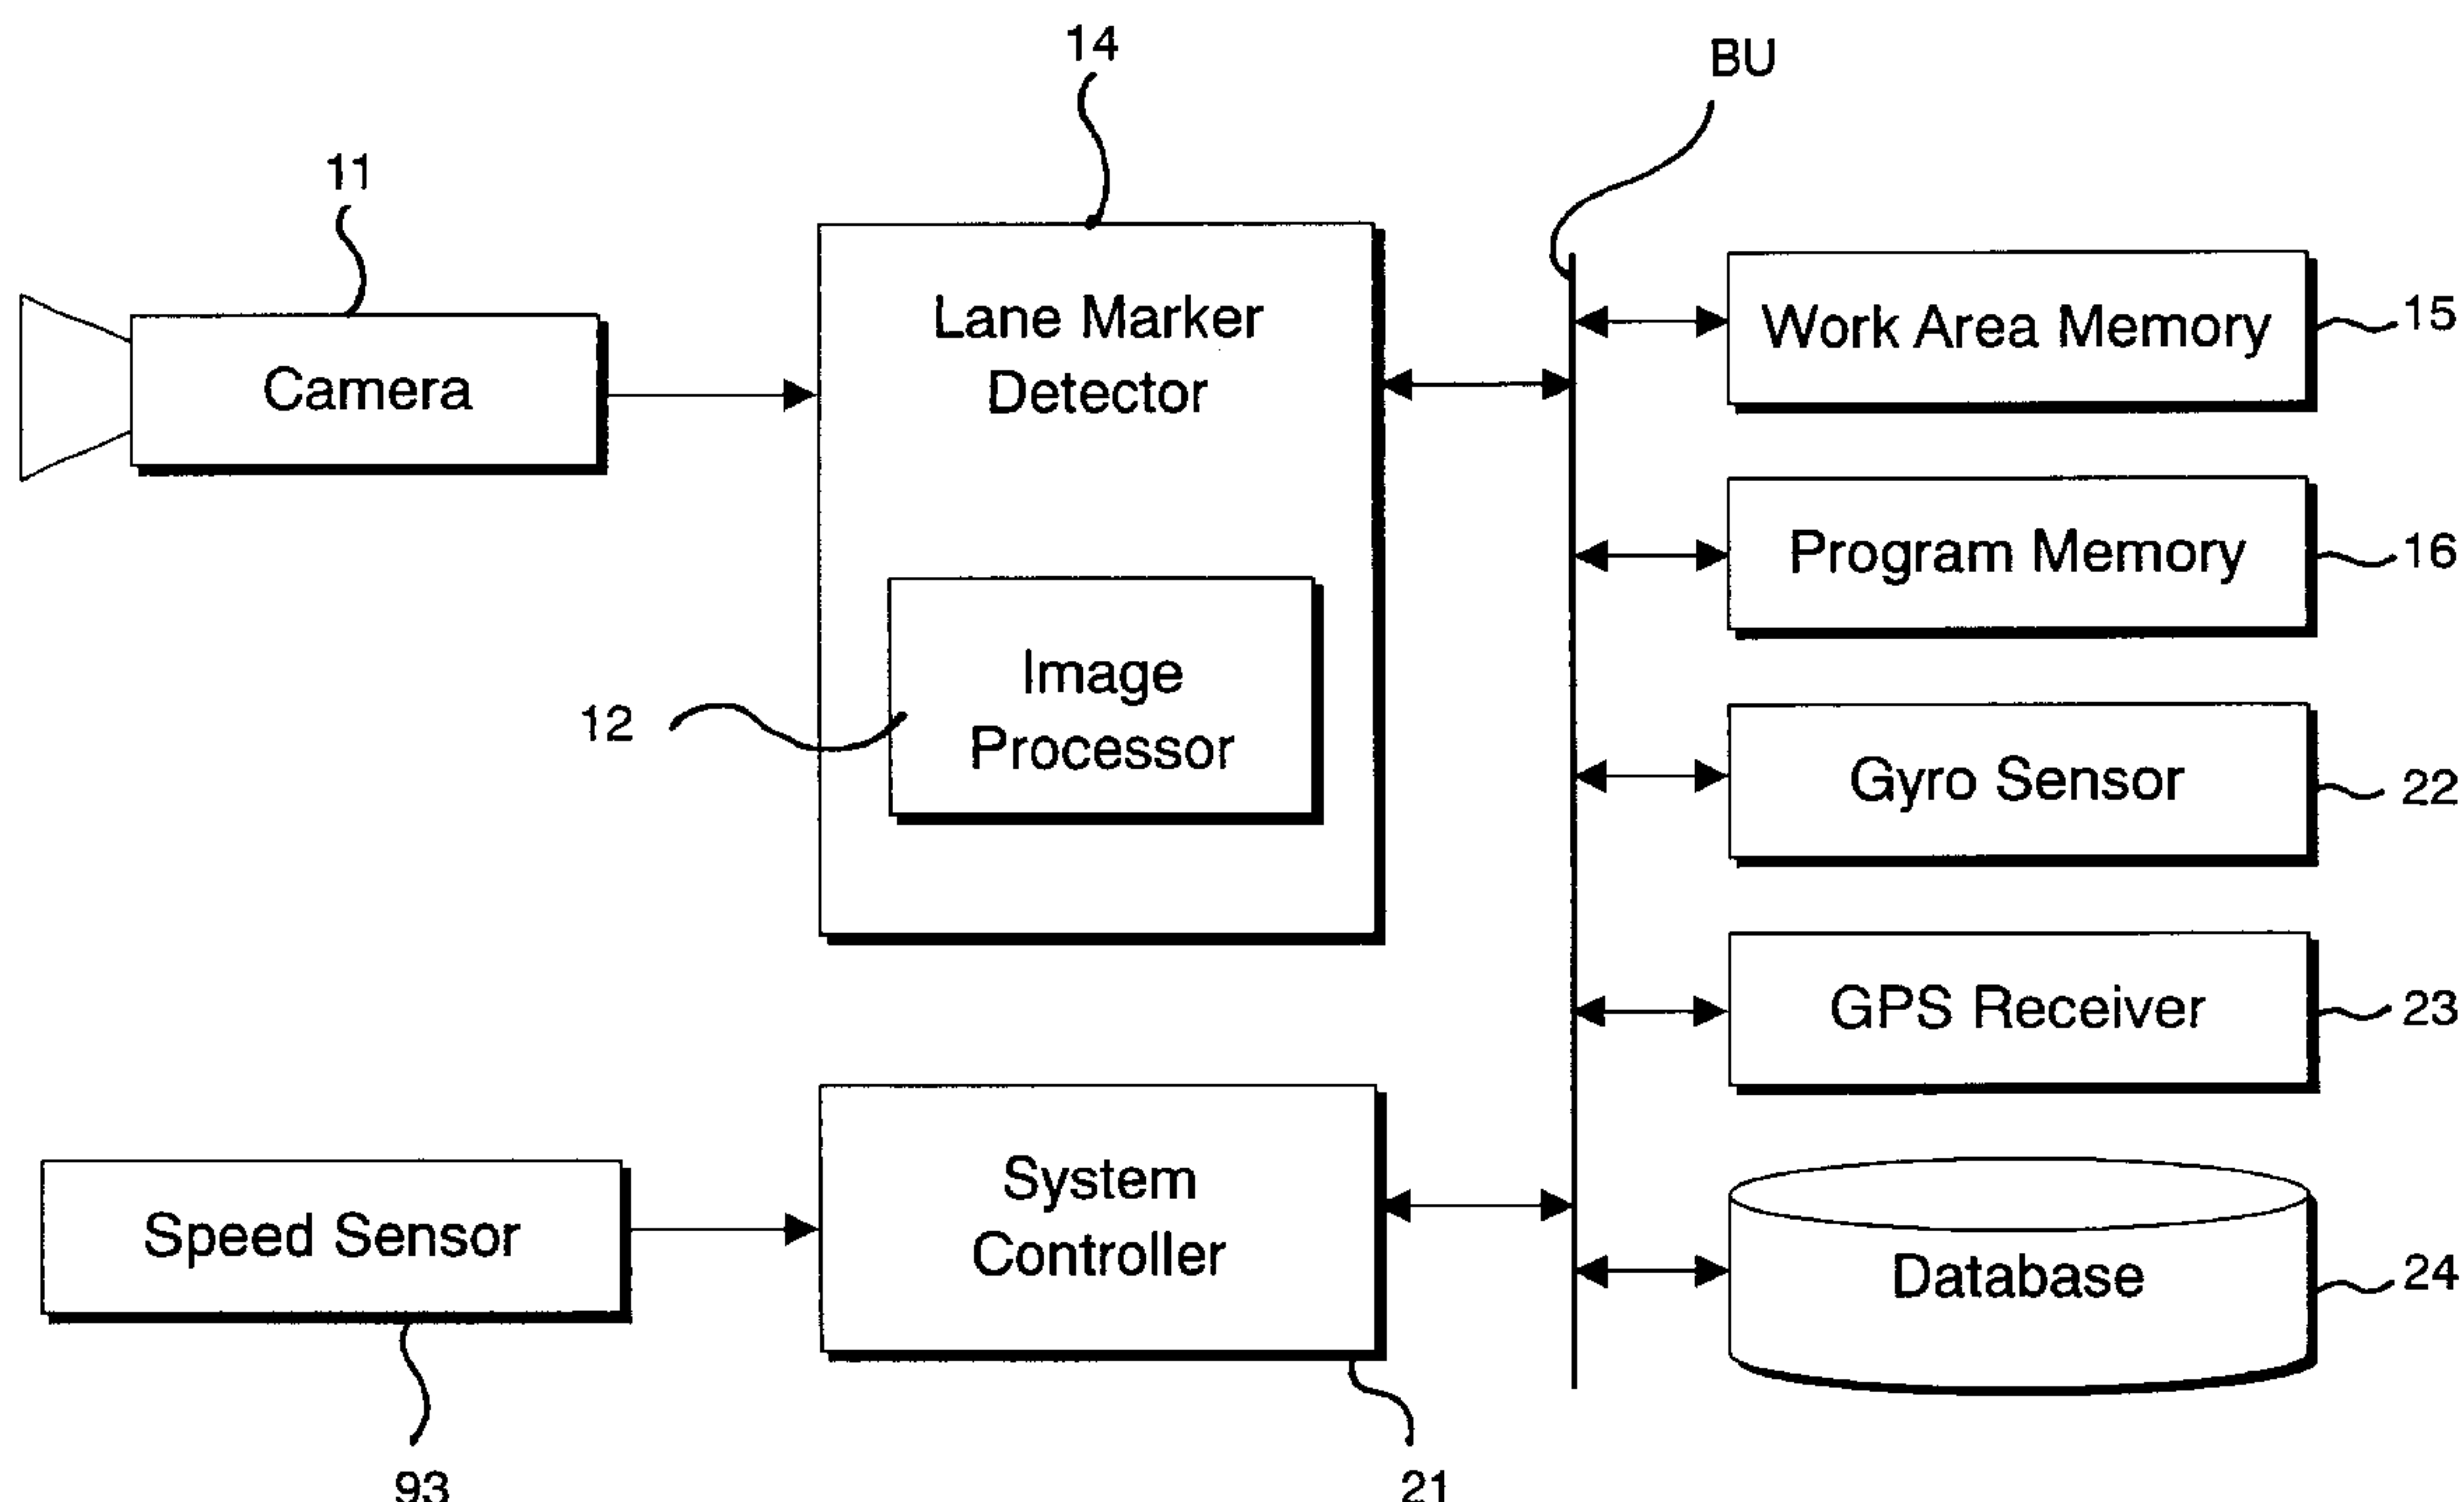 14
BU
11
Lane Marker
Detector
Camera
Work Area Memory
15
Program Memory
16
Image
Processor
12
Gyro Sensor
22
GPS Receiver
23
System
Controller
Speed Sensor
Database
24
93
21